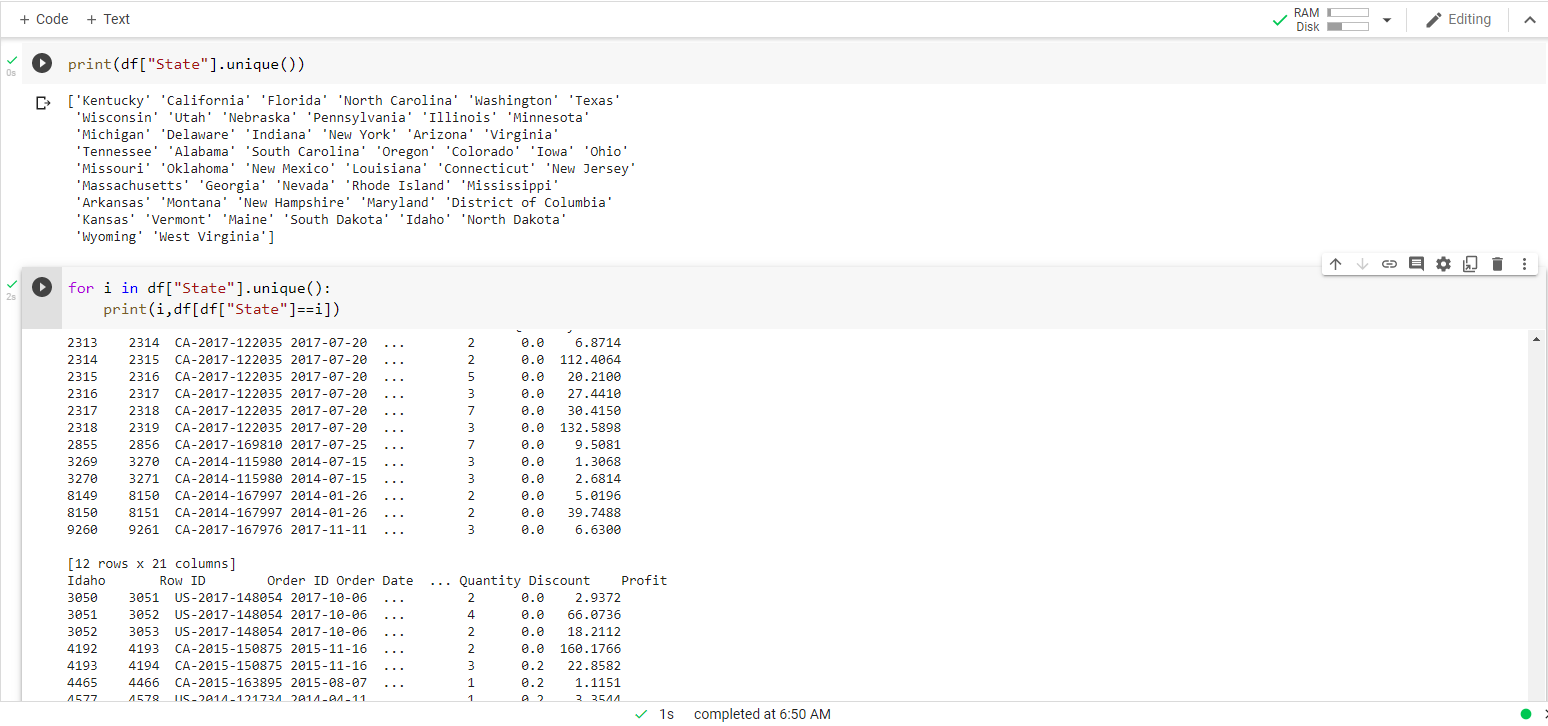 + Code + Text
RAM
Disk
Editing
0s
print(df["State"].unique())
['Kentucky' 'California' 'Florida' 'North Carolina' 'Washington' 'Texas'
'Wisconsin' 'Utah' 'Nebraska' 'Pennsylvania' 'Illinois' 'Minnesota'
'Michigan' 'Delaware' 'Indiana' 'New York' 'Arizona' 'Virginia'
'Tennessee' 'Alabama' 'South Carolina' 'Oregon' 'Colorado' 'Iowa' 'Ohio'
'Missouri' 'Oklahoma' 'New Mexico' 'Louisiana' 'Connecticut' 'New Jersey'
'Massachusetts' 'Georgia' 'Nevada' 'Rhode Island' 'Mississippi'
'Arkansas' 'Montana' 'New Hampshire' 'Maryland' 'District of Columbia'
'Kansas' 'Vermont' 'Maine' 'South Dakota' 'Idaho' 'North Dakota'
'Wyoming' 'West Virginia']
2s
for i in df["State"].unique():
print(i,df[df["State"]==i])
2313 2314 CA-2017-122035 2017-07-20 ... 2 0.0 6.8714
2314 2315 CA-2017-122035 2017-07-20 ... 2 0.0 112.4064
2315 2316 CA-2017-122035 2017-07-20 ... 5 0.0 20.2100
2316 2317 CA-2017-122035 2017-07-20 ... 3 0.0 27.4410
2317 2318 CA-2017-122035 2017-07-20 ... 7 0.0 30.4150
2318 2319 CA-2017-122035 2017-07-20 ... 3 0.0 132.5898
2855 2856 CA-2017-169810 2017-07-25 ... 7 0.0 9.5081
3269 3270 CA-2014-115980 2014-07-15 ... 3 0.0 1.3068
3270 3271 CA-2014-115980 2014-07-15 ... 3 0.0 2.6814
8149 8150 CA-2014-167997 2014-01-26 ... 2 0.0 5.0196
8150 8151 CA-2014-167997 2014-01-26 ... 2 0.0 39.7488
9260 9261 CA-2017-167976 2017-11-11 ... 3 0.0 6.6300
[12 rows x 21 columns]
Idaho Row ID Order ID Order Date ... Quantity Discount Profit
3050 3051 US-2017-148054 2017-10-06 ... 2 0.0 2.9372
3051 3052 US-2017-148054 2017-10-06 ... 4 0.0 66.0736
3052 3053 US-2017-148054 2017-10-06 ... 2 0.0 18.2112
4192 4193 CA-2015-150875 2015-11-16 ... 2 0.0 160.1766
4193 4194 CA-2015-150875 2015-11-16 ... 3 0.2 22.8582
4465 4466 CA-2015-163895 2015-08-07 ... 1 0.2 1.1151
4577 4578 US-2014-121734 2014-04-11 ... 1 0.2 3.3544
1s completed at 6:50 AM